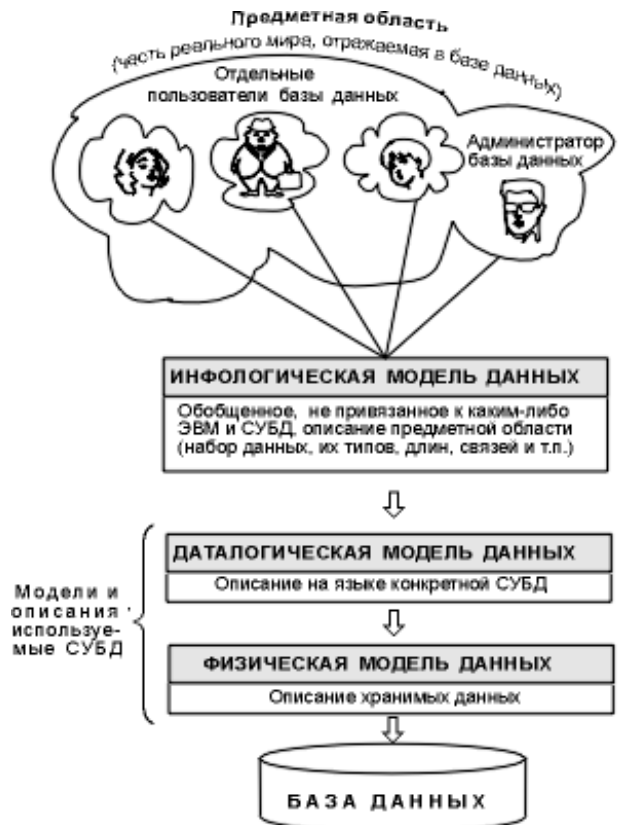 Предметная область
(часть реального мира, отражаемая в базе данных)
Отдельные
пользователи базы данных
Администратор
базы данных
ИНФОЛОГИЧЕСКАЯ МОДЕЛЬ ДАННЫХ
Обобщенное, не привязанное к каким-либо
ЭВМ и СУБД, описание предметной области
(набор данных, их типов, длин, связей и т.п.)
ДАТАЛОГИЧЕСКАЯ МОДЕЛЬ ДАННЫХ
Описание на языке конкретной СУБД
Модели и
описания
используе-
мые СУБД
ФИЗИЧЕСКАЯ МОДЕЛЬ ДАННЫХ
Описание хранимых данных
БАЗА ДАННЫХ